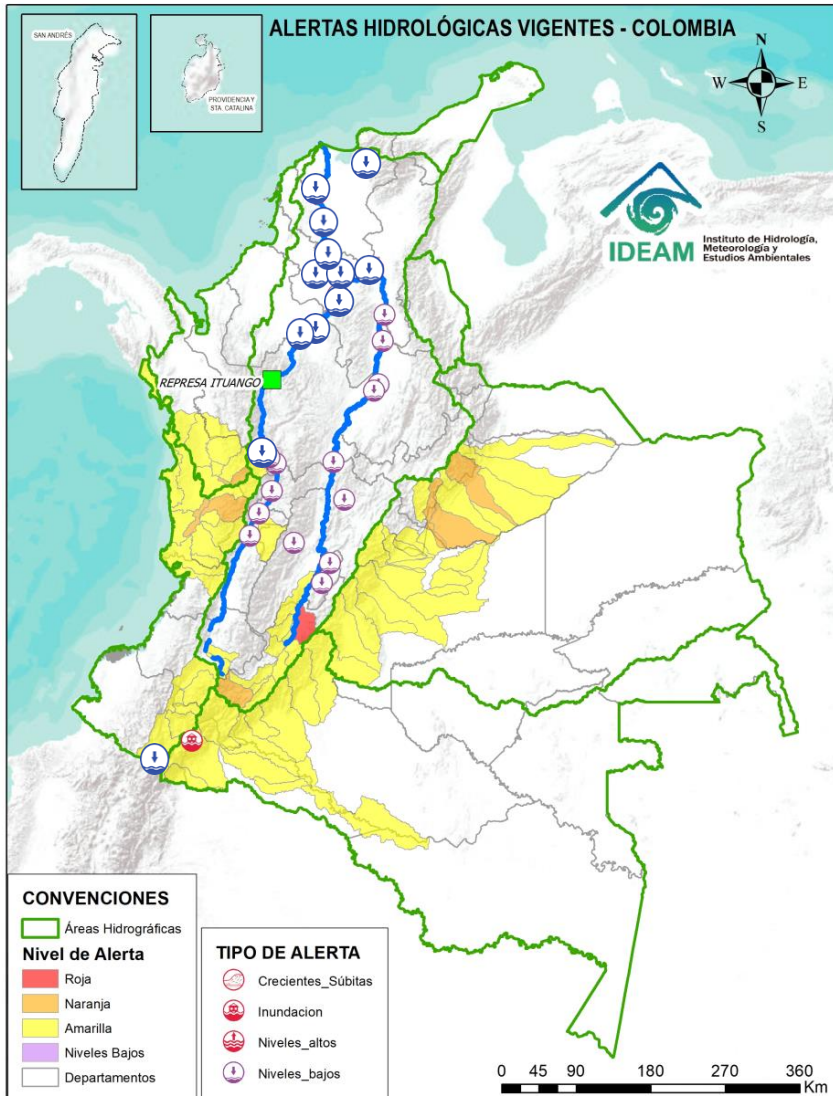 ALERTAS HIDROLÓGICAS VIGENTES - COLOMBIA
SAN ANDRÉS
PROVIDENCIA Y
STA. CATALINA
N
W
E
S
IDEAM
Instituto de Hidrología,
Meteorología y
Estudios Ambientales
REPRESA ITUANGO
CONVENCIONES
Áreas Hidrográficas
Nivel de Alerta
Roja
Naranja
Amarilla
Niveles Bajos
Departamentos
TIPO DE ALERTA
Crecientes_Súbitas
Inundacion
Niveles_altos
Niveles_bajos
0 45 90 180 270 360
Km